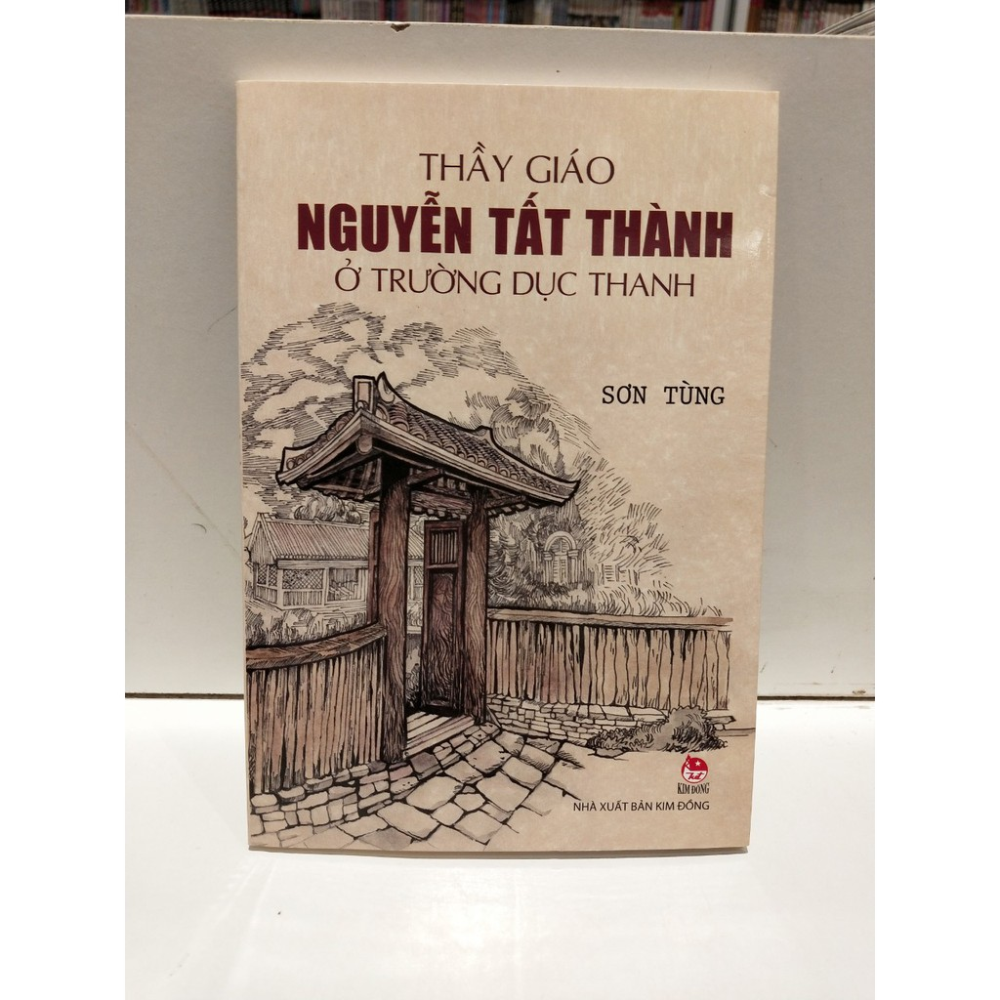 THẦY GIÁO
NGUYỄN TẤT THÀNH
Ở TRƯỜNG DỤC THANH
SƠN TÙNG
KIM ĐỒNG
NHÀ XUẤT BẢN KIM ĐỒNG